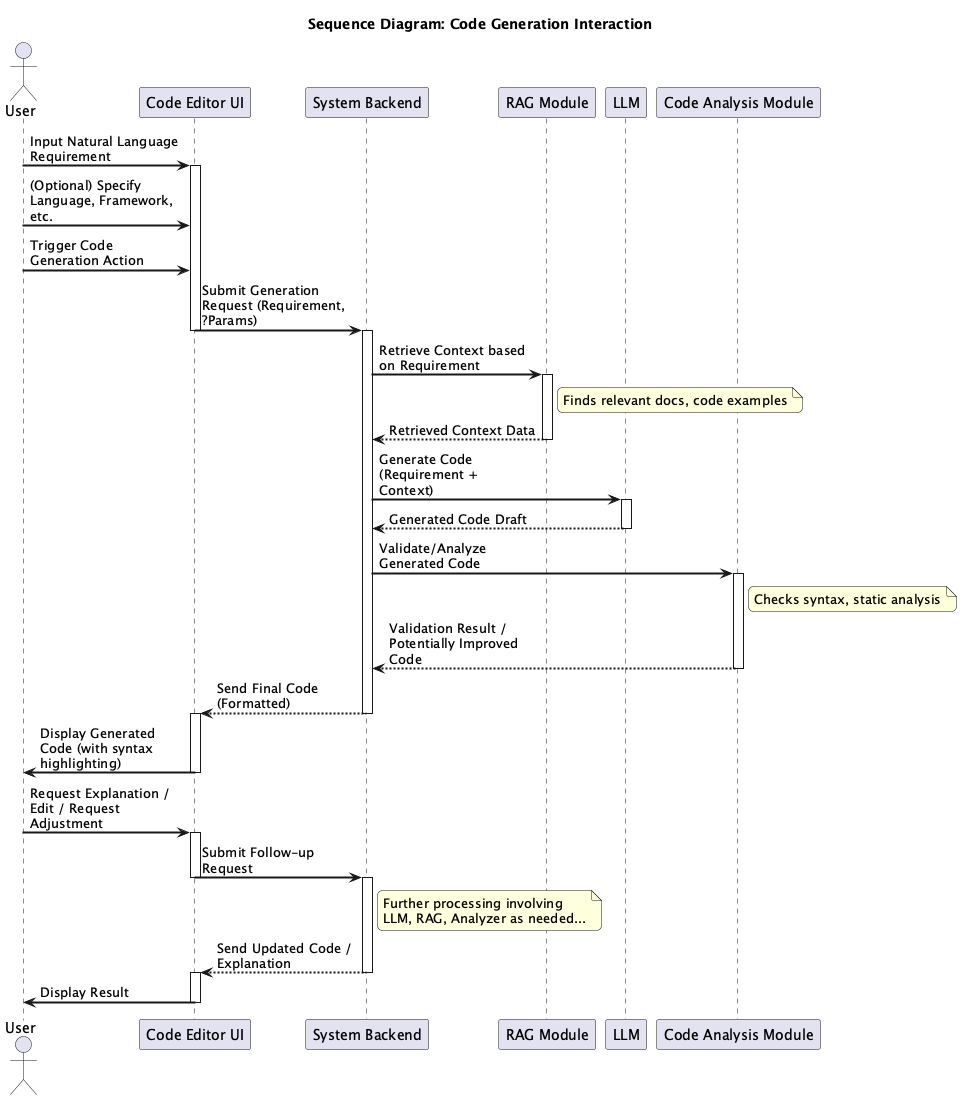 Sequence Diagram: Code Generation Interaction
User
Code Editor UI
System Backend
RAG Module
LLM
Code Analysis Module
Input Natural Language
Requirement
(Optional) Specify
Language, Framework,
etc.
Trigger Code
Generation Action
Submit Generation
Request (Requirement,
?Params)
Retrieve Context based
on Requirement
Finds relevant docs, code examples
Retrieved Context Data
Generate Code
(Requirement +
Context)
Generated Code Draft
Validate/Analyze
Generated Code
Checks syntax, static analysis
Validation Result /
Potentially Improved
Code
Send Final Code
(Formatted)
Display Generated
Code (with syntax
highlighting)
Request Explanation /
Edit / Request
Adjustment
Submit Follow-up
Request
Further processing involving
LLM, RAG, Analyzer as needed...
Send Updated Code /
Explanation
Display Result
User
Code Editor UI
System Backend
RAG Module
LLM
Code Analysis Module